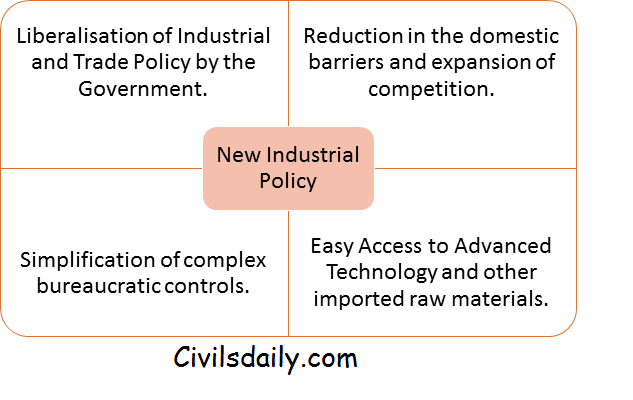 Liberalisation of Industrial
and Trade Policy by the
Government.
Reduction in the domestic
barriers and expansion of
competition.
New Industrial
Policy
Simplification of complex
bureaucratic controls.
Easy Access to Advanced
Technology and other
imported raw materials.
Civilsdaily.com